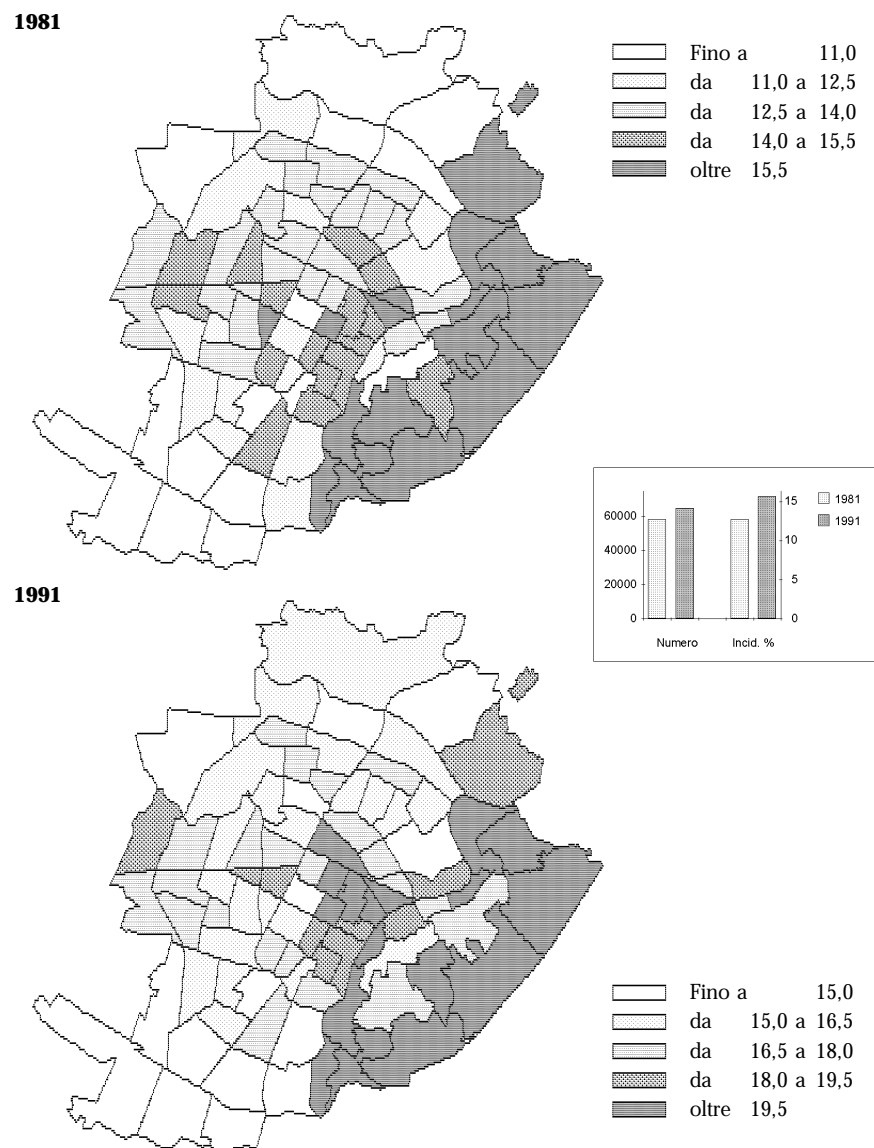 1981
Fino a 11,0
da 11,0 a 12,5
da 12,5 a 14,0
da 14,0 a 15,5
oltre 15,5
60000
40000
20000
0
15
10
5
0
1981
1991
Numero Incid. %
1991
Fino a 15,0
da 15,0 a 16,5
da 16,5 a 18,0
da 18,0 a 19,5
oltre 19,5